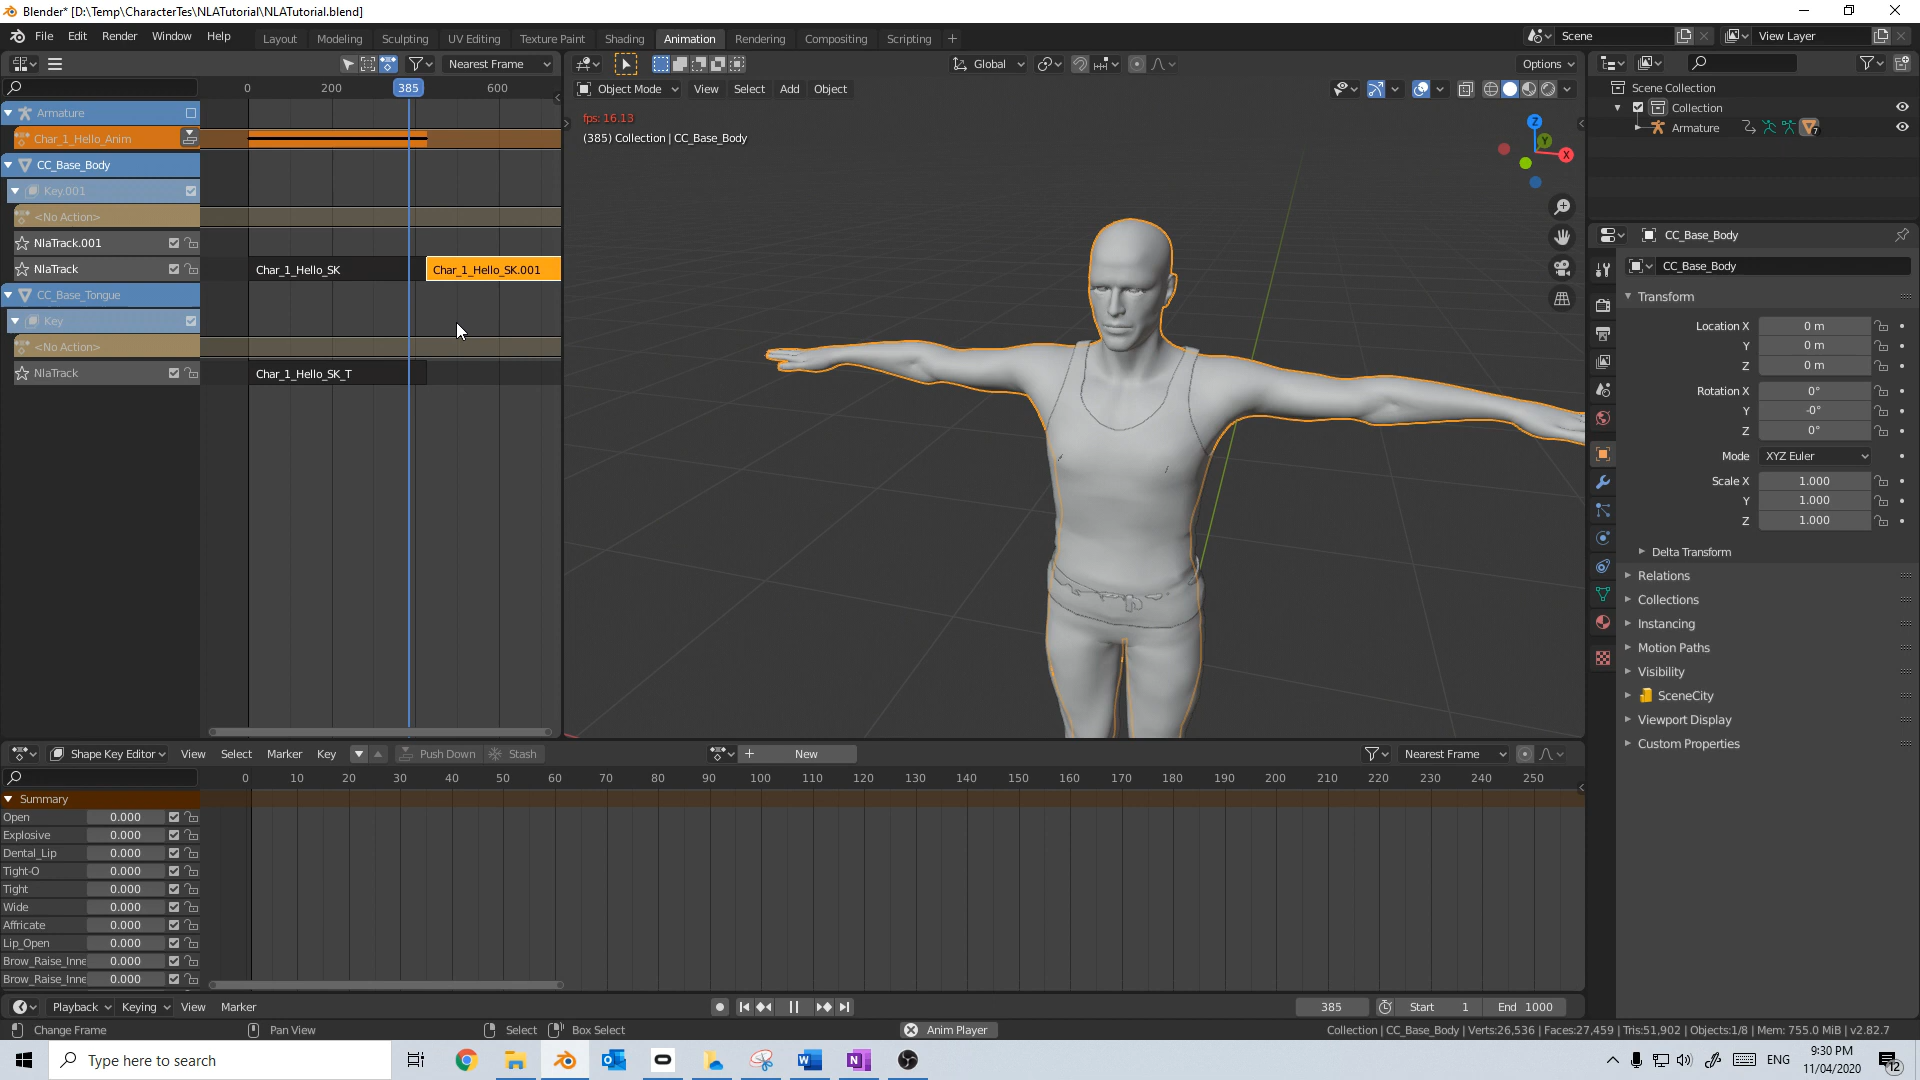 Blender* [D:\Temp\CharacterTes\NLATutorial\NLATutorial.blend]
File Edit Render Window Help
Layout Modeling Sculpting UV Editing Texture Paint Shading Animation Rendering Compositing Scripting +
Scene
View Layer
Nearest Frame
Global
Options
0 200 385 600
Object Mode View Select Add Object
Scene Collection
Collection
Armature
7
Armature
Char_1_Hello_Anim
CC_Base_Body
Key.001
<No Action>
NlaTrack.001
NlaTrack
Char_1_Hello_SK
Char_1_Hello_SK.001
CC_Base_Tongue
Key
<No Action>
NlaTrack
Char_1_Hello_SK_T
fps: 16.13
(385) Collection | CC_Base_Body
Z
Y
X
CC_Base_Body
CC_Base_Body
Transform
Location X 0 m
Y 0 m
Z 0 m
Rotation X 0°
Y -0°
Z 0°
Mode XYZ Euler
Scale X 1.000
Y 1.000
Z 1.000
Delta Transform
Relations
Collections
Instancing
Motion Paths
Visibility
SceneCity
Viewport Display
Custom Properties
Shape Key Editor View Select Marker Key Push Down Stash
+ New
Nearest Frame
0 10 20 30 40 50 60 70 80 90 100 110 120 130 140 150 160 170 180 190 200 210 220 230 240 250
Summary
Open 0.000
Explosive 0.000
Dental_Lip 0.000
Tight-O 0.000
Tight 0.000
Wide 0.000
Affricate 0.000
Lip_Open 0.000
Brow_Raise_Inne 0.000
Brow_Raise_Inne 0.000
Playback Keying View Marker
385 Start 1 End 1000
Change Frame Pan View Select Box Select
Anim Player
Collection | CC_Base_Body | Verts:26,536 | Faces:27,459 | Tris:51,902 | Objects:1/8 | Mem: 755.0 MiB | v2.82.7
Type here to search
ENG
9:30 PM
11/04/2020
12